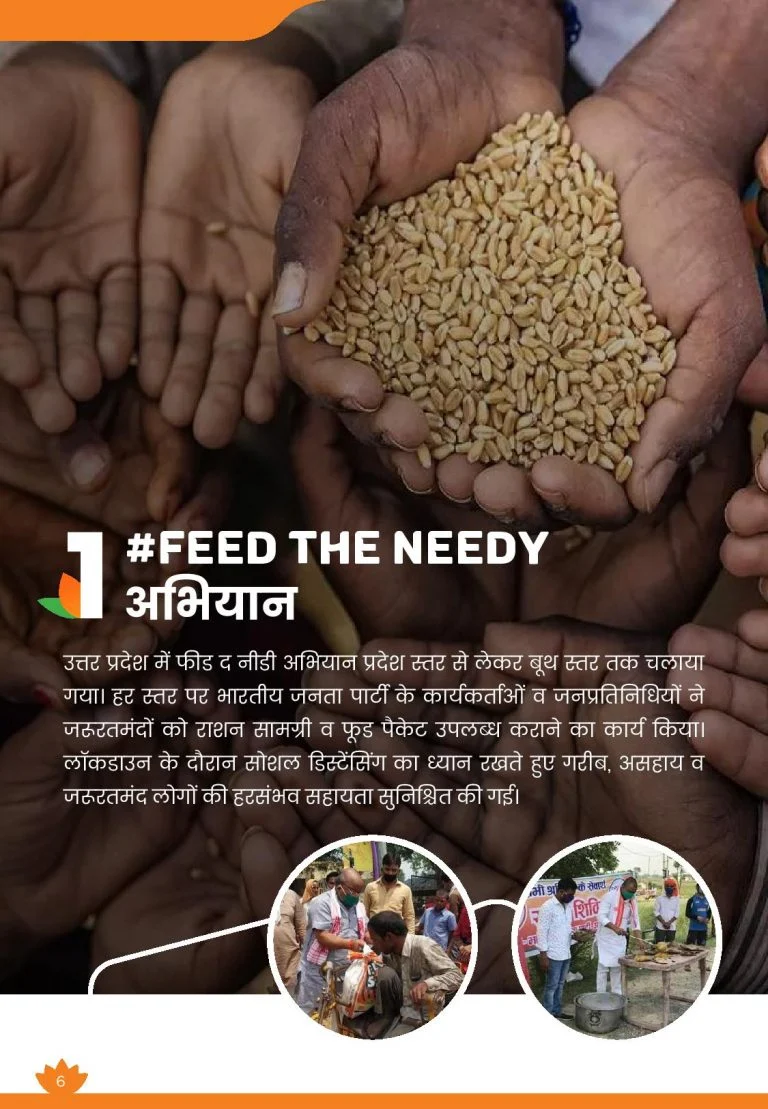 1
#FEED THE NEEDY
अभियान
उत्तर प्रदेश में फीड द नीडी अभियान प्रदेश स्तर से लेकर बूथ स्तर तक चलाया
गया। हर स्तर पर भारतीय जनता पार्टी के कार्यकर्ताओं व जनप्रतिनिधियों ने
जरूरतमंदों को राशन सामग्री व फूड पैकेट उपलब्ध कराने का कार्य किया।
लॉकडाउन के दौरान सोशल डिस्टेंसिंग का ध्यान रखते हुए गरीब, असहाय व
जरूरतमंद लोगों की हरसंभव सहायता सुनिश्चित की गई।
6